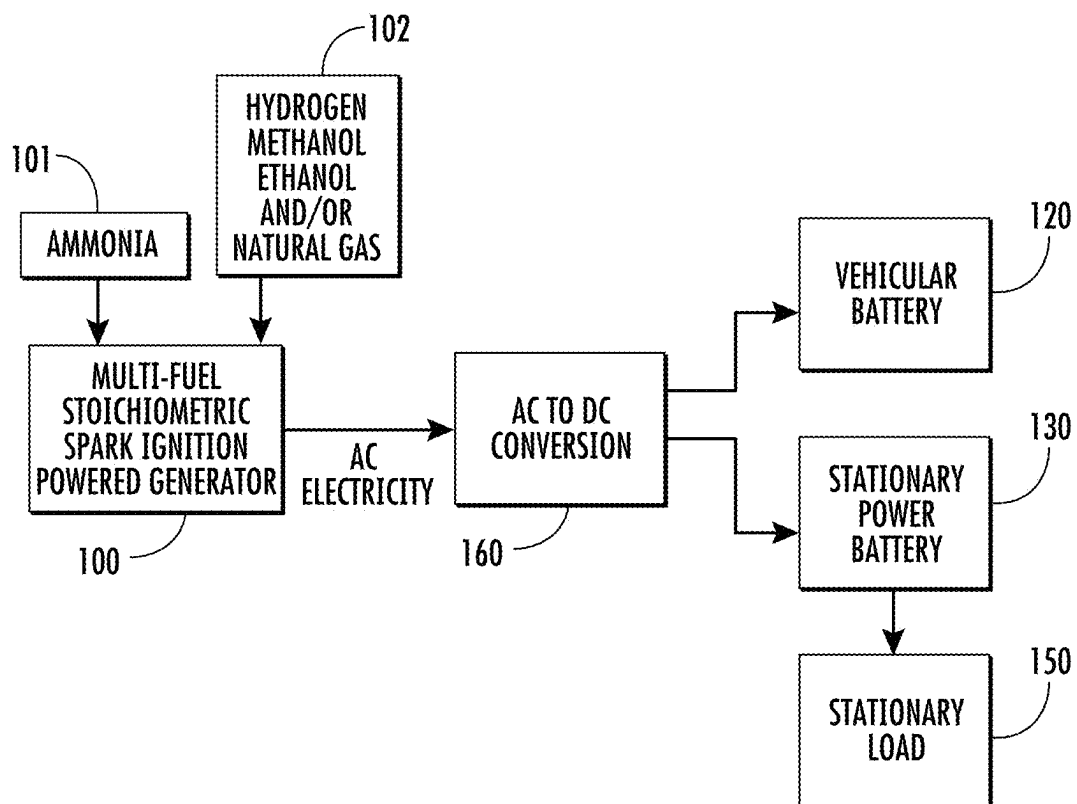 102
HYDROGEN
METHANOL
ETHANOL
AND/OR
NATURAL GAS
101
AMMONIA
MULTI-FUEL
STOICHIOMETRIC
SPARK IGNITION
POWERED GENERATOR
100
AC
ELECTRICITY
AC TO DC
CONVERSION
160
120
VEHICULAR
BATTERY
130
STATIONARY
POWER
BATTERY
150
STATIONARY
LOAD